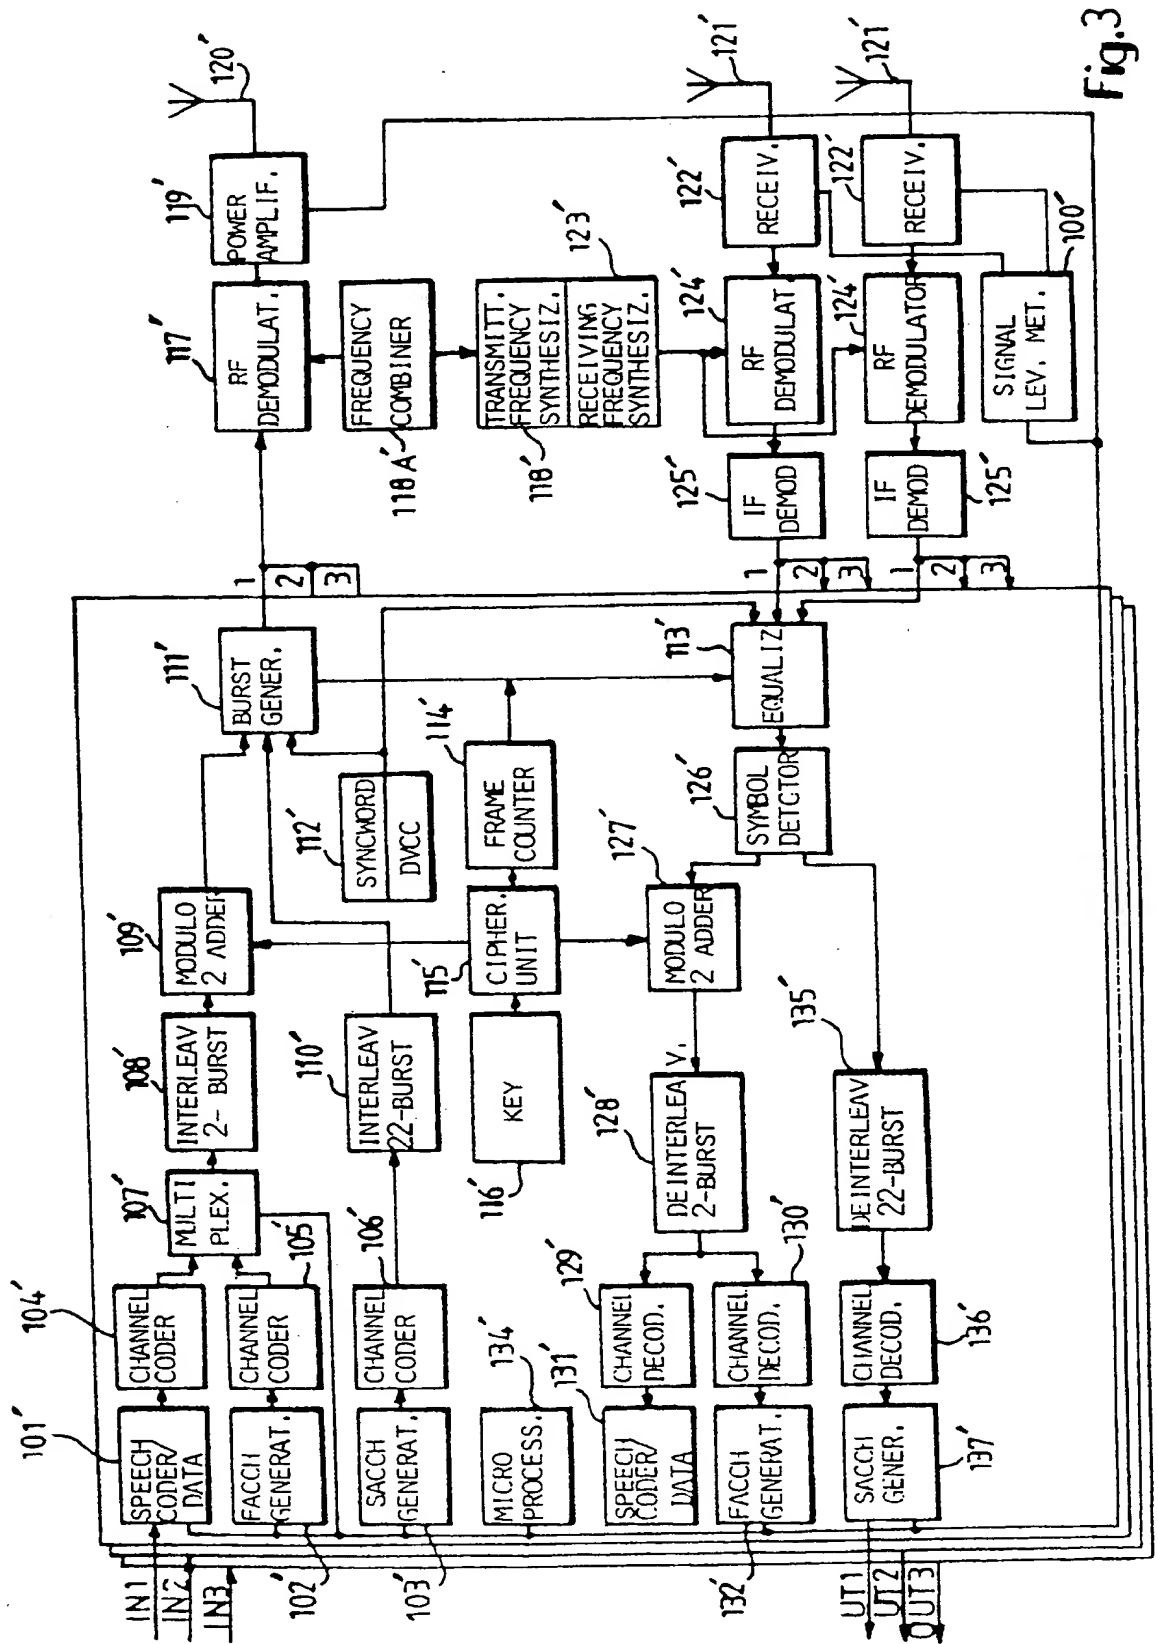 Fig.3
101'
104'
107'
108'
109'
111'
117'
119'
120'
IN1
IN2
IN3
SPEECH
CODER/
DATA
CHANNEL
CODER
MULTI
PLEX.
INTERLEAV
2- BURST
MODULO
2 ADDER
BURST
GENER.
1
2
3
RF
DEMODULAT.
POWER
AMPLIF.
FACCH
GENERAT.
102'
CHANNEL
CODER
105'
SACCH
GENERAT.
103'
CHANNEL
CODER
106'
INTERLEAV
22-BURST
110'
SYNCWORD
DVCC
112'
FREQUENCY
COMBINER
118A'
MICRO
PROCESS.
134'
KEY
116'
CIPHER.
UNIT
115'
FRAME
COUNTER
114'
TRANSMITT.
FREQUENCY
SYNTHESIZ.
118'
RECEIVING
FREQUENCY
SYNTHESIZ.
123'
SPEECH
CODER/
DATA
131'
CHANNEL
DECOD.
129'
DEINTERLEAV.
2-BURST
128'
MODULO
2 ADDER
127'
SYMBOL
DETCTOR
126'
EQUALIZ
113'
1
2
3
IF
DEMOD
125'
RF
DEMODULAT.
124'
RECEIV.
122'
121'
FACCH
GENERAT.
132'
CHANNEL
DECOD.
130'
SACCH
GENER.
137'
CHANNEL
DECOD.
136'
DEINTERLEAV
22-BURST
135'
1
2
3
IF
DEMOD
125'
RF
DEMODULATOR
124'
RECEIV.
122'
121'
SIGNAL
LEV. MET.
100'
UT1
UT2
OUT3